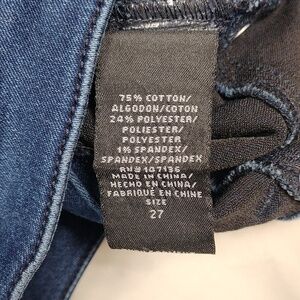 75% COTTON/
ALGODON/COTON
24% POLYESTER/
POLIESTER/
POLYESTER
1% SPANDEX/
SPANDEX/SPANDEX
RN# 107136
MADE IN CHINA/
HECHO EN CHINA/
FABRIQUÉ EN CHINE
SIZE
27